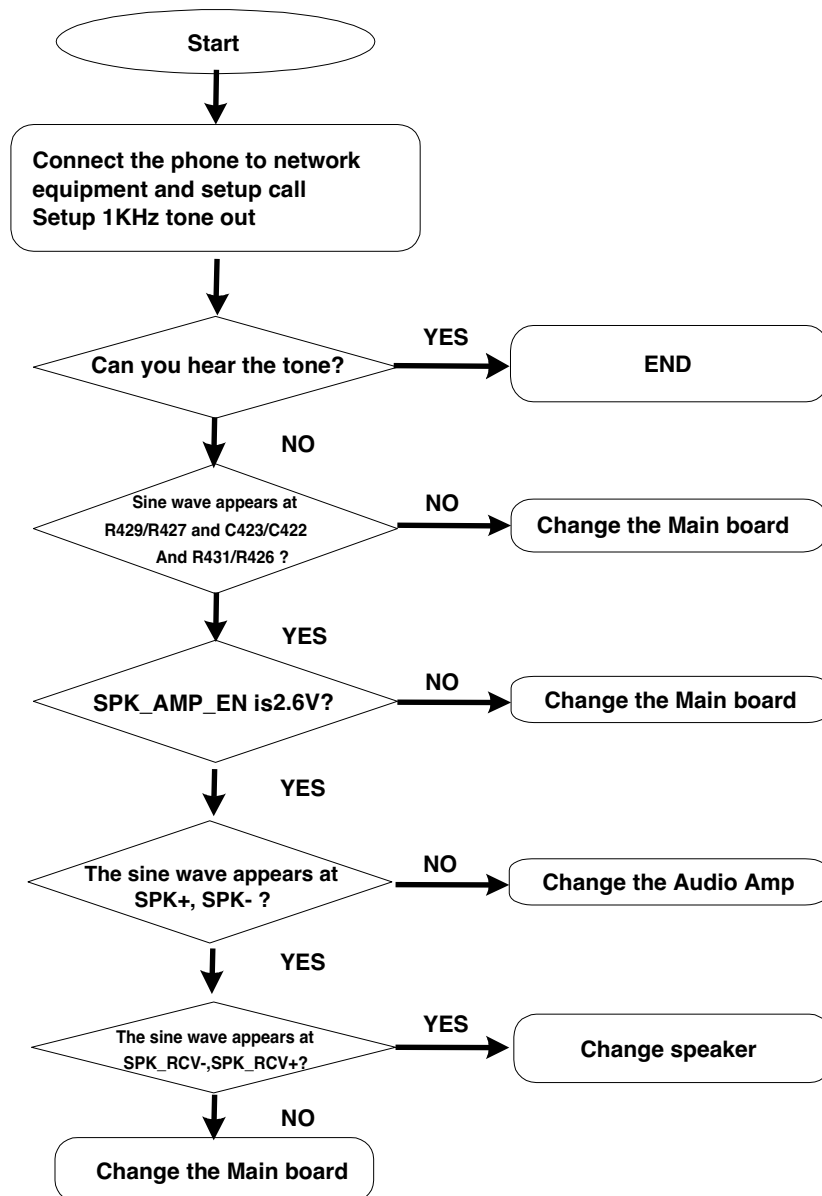 Start
Connect the phone to network
equipment and setup call
Setup 1KHz tone out
Can you hear the tone?
YES
END
NO
Sine wave appears at
R429/R427 and C423/C422
And R431/R426 ?
NO
Change the Main board
YES
SPK_AMP_EN is2.6V?
NO
Change the Main board
YES
The sine wave appears at
SPK+, SPK- ?
NO
Change the Audio Amp
YES
The sine wave appears at
SPK_RCV-,SPK_RCV+?
YES
Change speaker
NO
Change the Main board